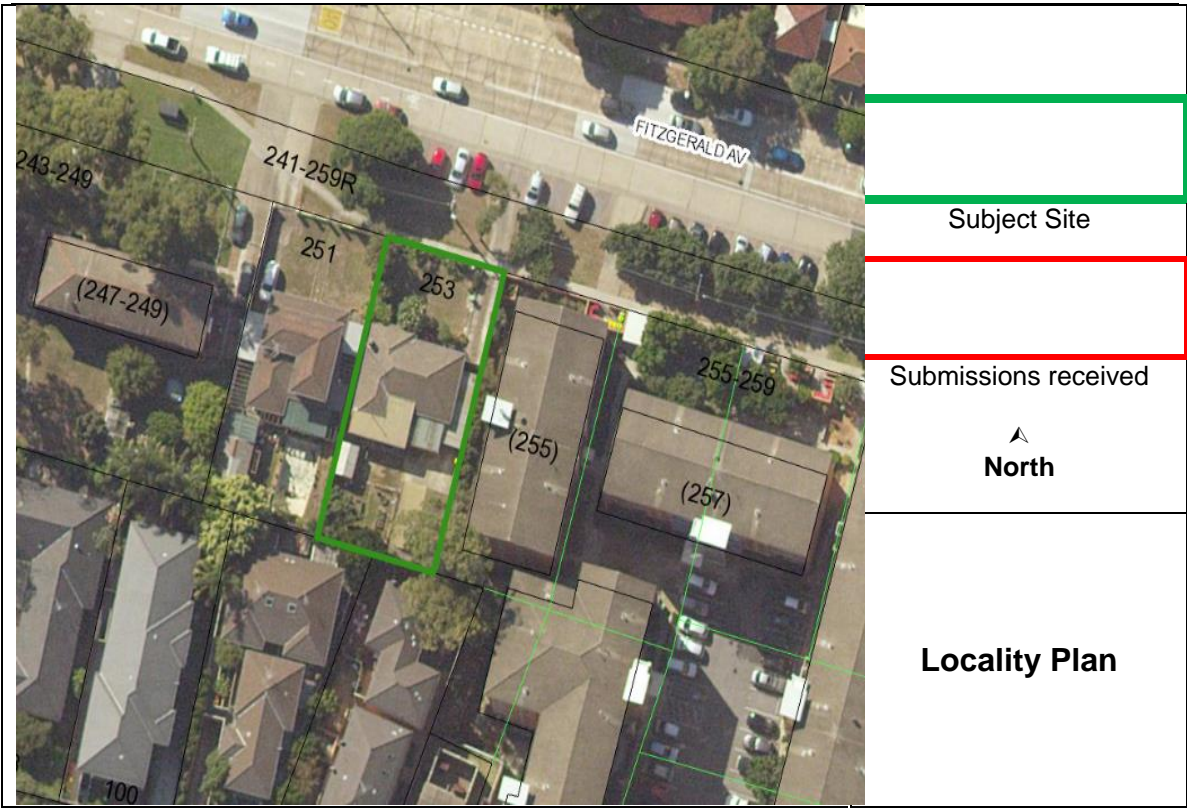 FITZGERALD AV
241-259R
243-249
251
253
(247-249)
255-259
(255)
(257)
100
Subject Site
Submissions received
North
Locality Plan